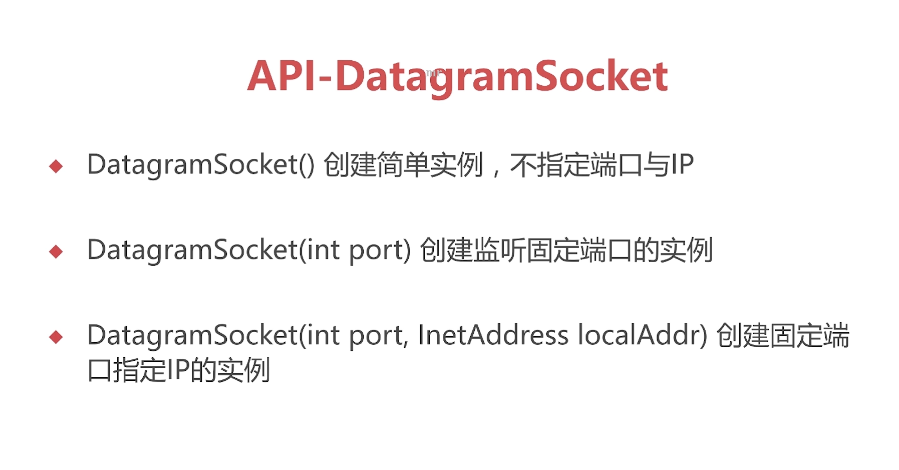 API-DatagramSocket
DatagramSocket() 创建简单实例，不指定端口与IP
DatagramSocket(int port) 创建监听固定端口的实例
DatagramSocket(int port, InetAddress localAddr) 创建固定端
口指定IP的实例